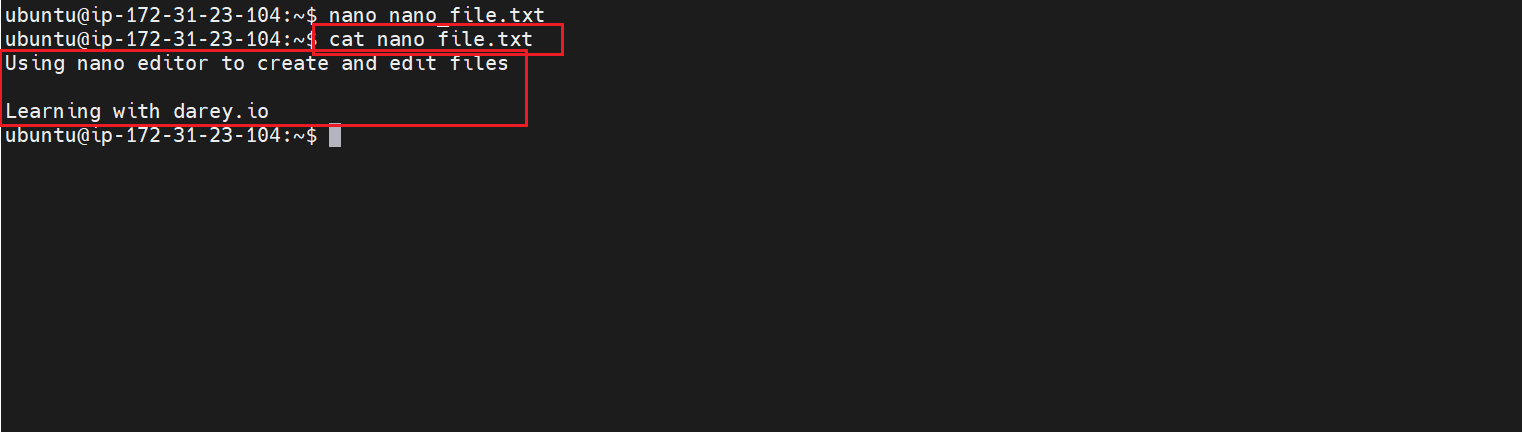 ubuntu@ip-172-31-23-104:~$ nano nano_file.txt
ubuntu@ip-172-31-23-104:~$ cat nano_file.txt
Using nano editor to create and edit files
Learning with darey.io
ubuntu@ip-172-31-23-104:~$